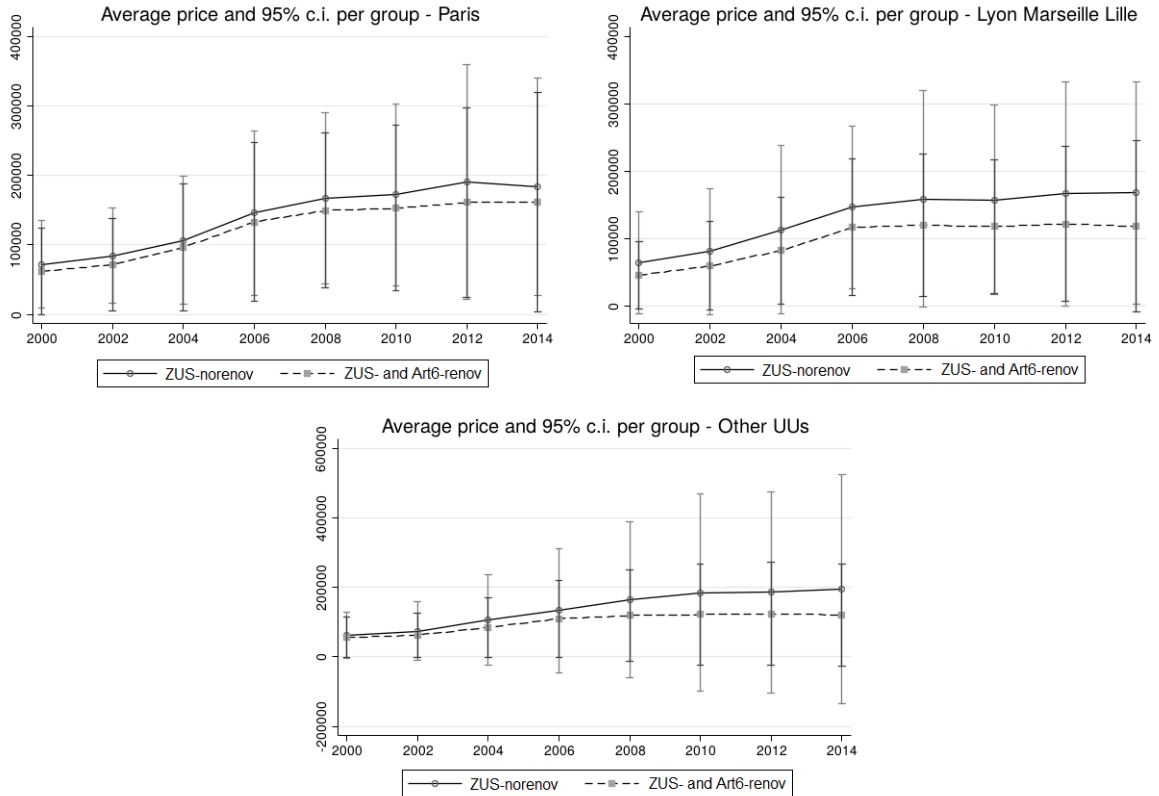 Average price and 95% c.i. per group - Paris
400000
300000
200000
100000
0
2000 2002 2004 2006 2008 2010 2012 2014
ZUS-norenov ZUS- and Art6-renov
Average price and 95% c.i. per group - Lyon Marseille Lille
400000
300000
200000
100000
0
2000 2002 2004 2006 2008 2010 2012 2014
ZUS-norenov ZUS- and Art6-renov
Average price and 95% c.i. per group - Other UUs
600000
400000
200000
0
-200000
2000 2002 2004 2006 2008 2010 2012 2014
ZUS-norenov ZUS- and Art6-renov